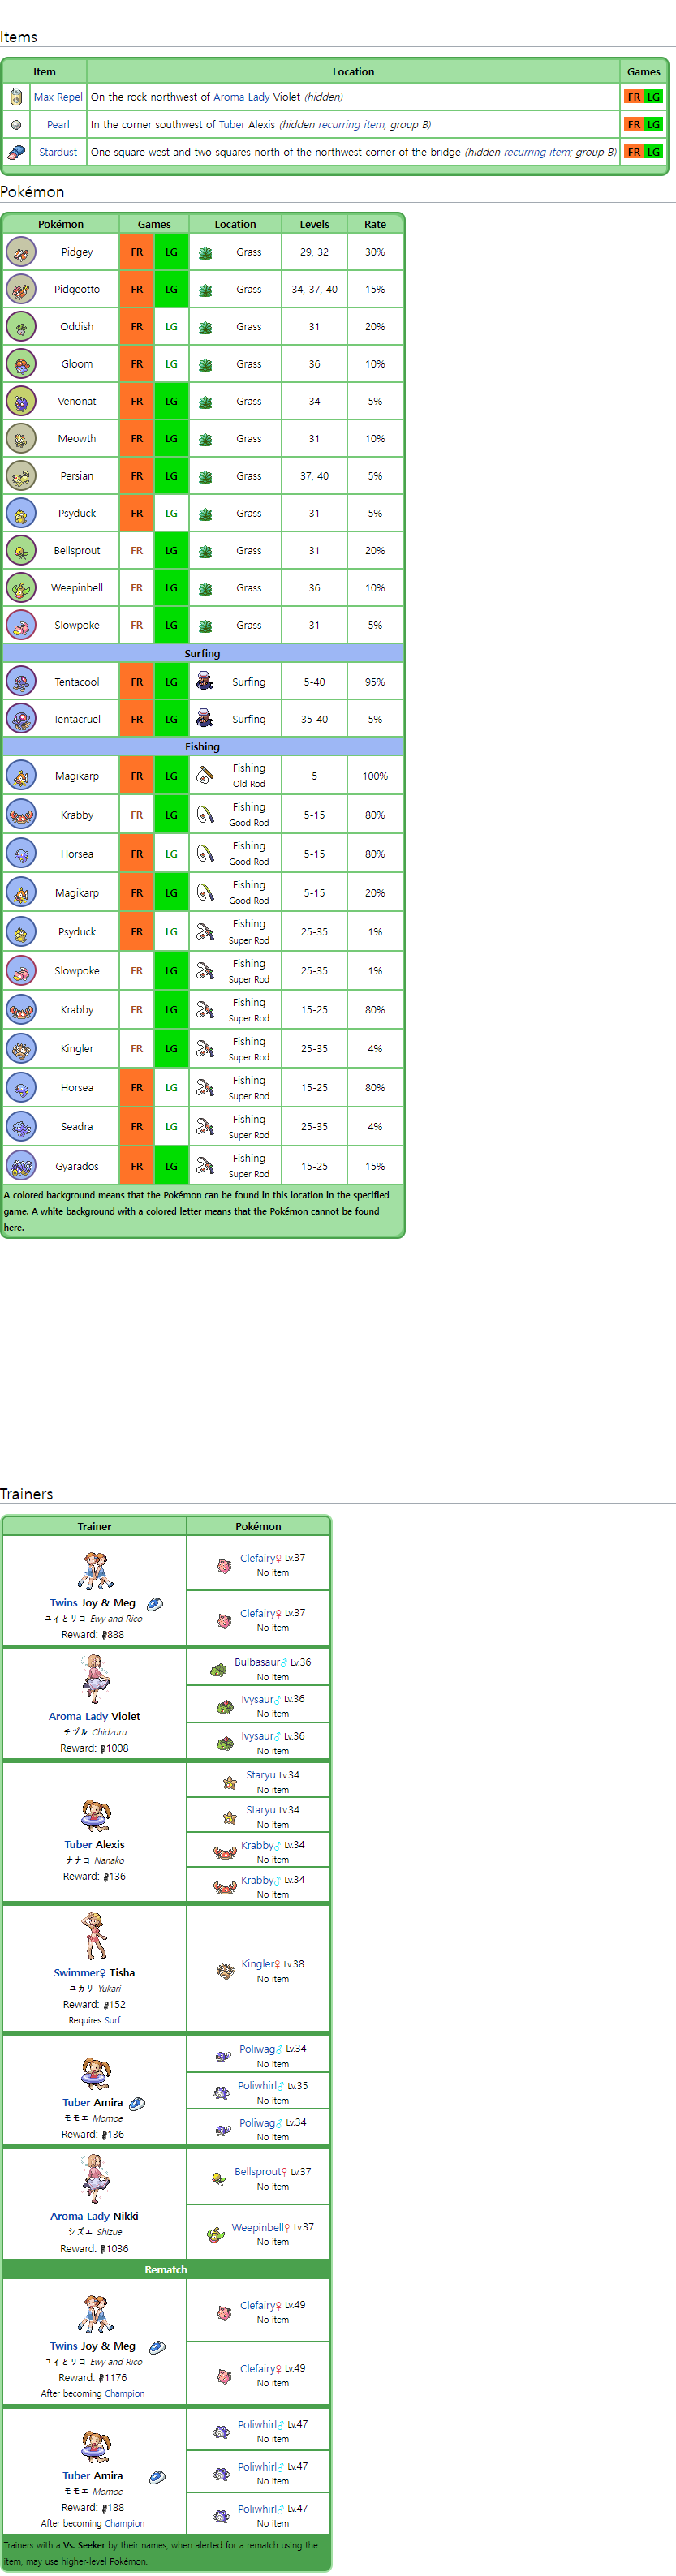 Items
Item Location Games
Max Repel On the rock northwest of Aroma Lady Violet (hidden) FR LG
Pearl In the corner southwest of Tuber Alexis (hidden recurring item; group B) FR LG
Stardust One square west and two squares north of the northwest corner of the bridge (hidden recurring item; group B) FR LG
Pokémon
Pokémon Games Location Levels Rate
Pidgey FR LG Grass 29, 32 30%
Pidgeotto FR LG Grass 34, 37, 40 15%
Oddish FR LG Grass 31 20%
Gloom FR LG Grass 36 10%
Venonat FR LG Grass 34 5%
Meowth FR LG Grass 31 10%
Persian FR LG Grass 37, 40 5%
Psyduck FR LG Grass 31 5%
Bellsprout FR LG Grass 31 20%
Weepinbell FR LG Grass 36 10%
Slowpoke FR LG Grass 31 5%
Surfing
Tentacool FR LG Surfing 5-40 95%
Tentacruel FR LG Surfing 35-40 5%
Fishing
Magikarp FR LG Fishing 5 100%
Old Rod
Krabby FR LG Fishing 5-15 80%
Good Rod
Horsea FR LG Fishing 5-15 80%
Good Rod
Magikarp FR LG Fishing 5-15 20%
Good Rod
Psyduck FR LG Fishing 25-35 1%
Super Rod
Slowpoke FR LG Fishing 25-35 1%
Super Rod
Krabby FR LG Fishing 15-25 80%
Super Rod
Kingler FR LG Fishing 25-35 4%
Super Rod
Horsea FR LG Fishing 15-25 80%
Super Rod
Seadra FR LG Fishing 25-35 4%
Super Rod
Gyarados FR LG Fishing 15-25 15%
Super Rod
A colored background means that the Pokémon can be found in this location in the specified
game. A white background with a colored letter means that the Pokémon cannot be found
here.
Trainers
Trainer Pokémon
Twins Joy & Meg
ユイとリコ Ewy and Rico
Reward: 888
Clefairy♀ Lv.37
No item
Clefairy♀ Lv.37
No item
Aroma Lady Violet
チヅル Chidzuru
Reward: 1008
Bulbasaur♂ Lv.36
No item
Ivysaur♂ Lv.36
No item
Ivysaur♂ Lv.36
No item
Tuber Alexis
ナナコ Nanako
Reward: 136
Staryu Lv.34
No item
Staryu Lv.34
No item
Krabby♂ Lv.34
No item
Krabby♂ Lv.34
No item
Swimmer♀ Tisha
ユカリ Yukari
Reward: 152
Requires Surf
Kingler♀ Lv.38
No item
Tuber Amira
モモエ Momoe
Reward: 136
Poliwag♂ Lv.34
No item
Poliwhirl♂ Lv.35
No item
Poliwag♂ Lv.34
No item
Aroma Lady Nikki
シズエ Shizue
Reward: 1036
Bellsprout♀ Lv.37
No item
Weepinbell♀ Lv.37
No item
Rematch
Twins Joy & Meg
ユイとリコ Ewy and Rico
Reward: 1176
After becoming Champion
Clefairy♀ Lv.49
No item
Clefairy♀ Lv.49
No item
Tuber Amira
モモエ Momoe
Reward: 188
After becoming Champion
Poliwhirl♂ Lv.47
No item
Poliwhirl♂ Lv.47
No item
Poliwhirl♂ Lv.47
No item
Trainers with a Vs. Seeker by their names, when alerted for a rematch using the
item, may use higher-level Pokémon.